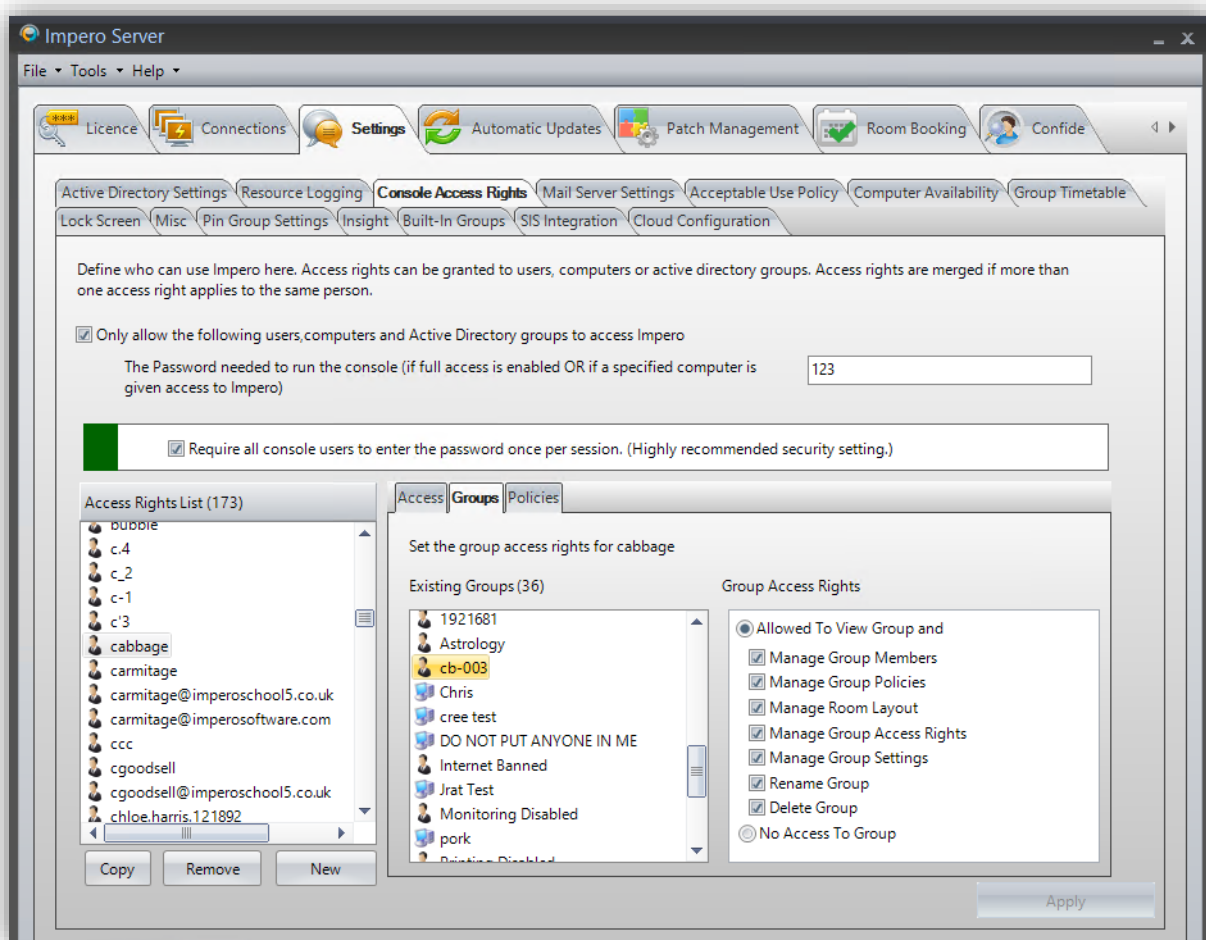 Impero Server
File Tools Help
Licence Connections Settings Automatic Updates Patch Management Room Booking Confide
Active Directory Settings Resource Logging Console Access Rights Mail Server Settings Acceptable Use Policy Computer Availability Group Timetable
Lock Screen Misc Pin Group Settings Insight Built-In Groups SIS Integration Cloud Configuration
Define who can use Impero here. Access rights can be granted to users, computers or active directory groups. Access rights are merged if more than
one access right applies to the same person.
Only allow the following users,computers and Active Directory groups to access Impero
The Password needed to run the console (if full access is enabled OR if a specified computer is
given access to Impero)
123
Require all console users to enter the password once per session. (Highly recommended security setting.)
Access Rights List (173)
bubble
c.4
c_2
c-1
c'3
cabbage
carmitage
carmitage@imperoschool5.co.uk
carmitage@imperosoftware.com
ccc
cgoodsell
cgoodsell@imperoschool5.co.uk
chloe.harris.121892
Copy Remove New
Access Groups Policies
Set the group access rights for cabbage
Existing Groups (36)
1921681
Astrology
cb-003
Chris
cree test
DO NOT PUT ANYONE IN ME
Internet Banned
Jrat Test
Monitoring Disabled
pork
Printing Disabled
Group Access Rights
Allowed To View Group and
Manage Group Members
Manage Group Policies
Manage Room Layout
Manage Group Access Rights
Manage Group Settings
Rename Group
Delete Group
No Access To Group
Apply